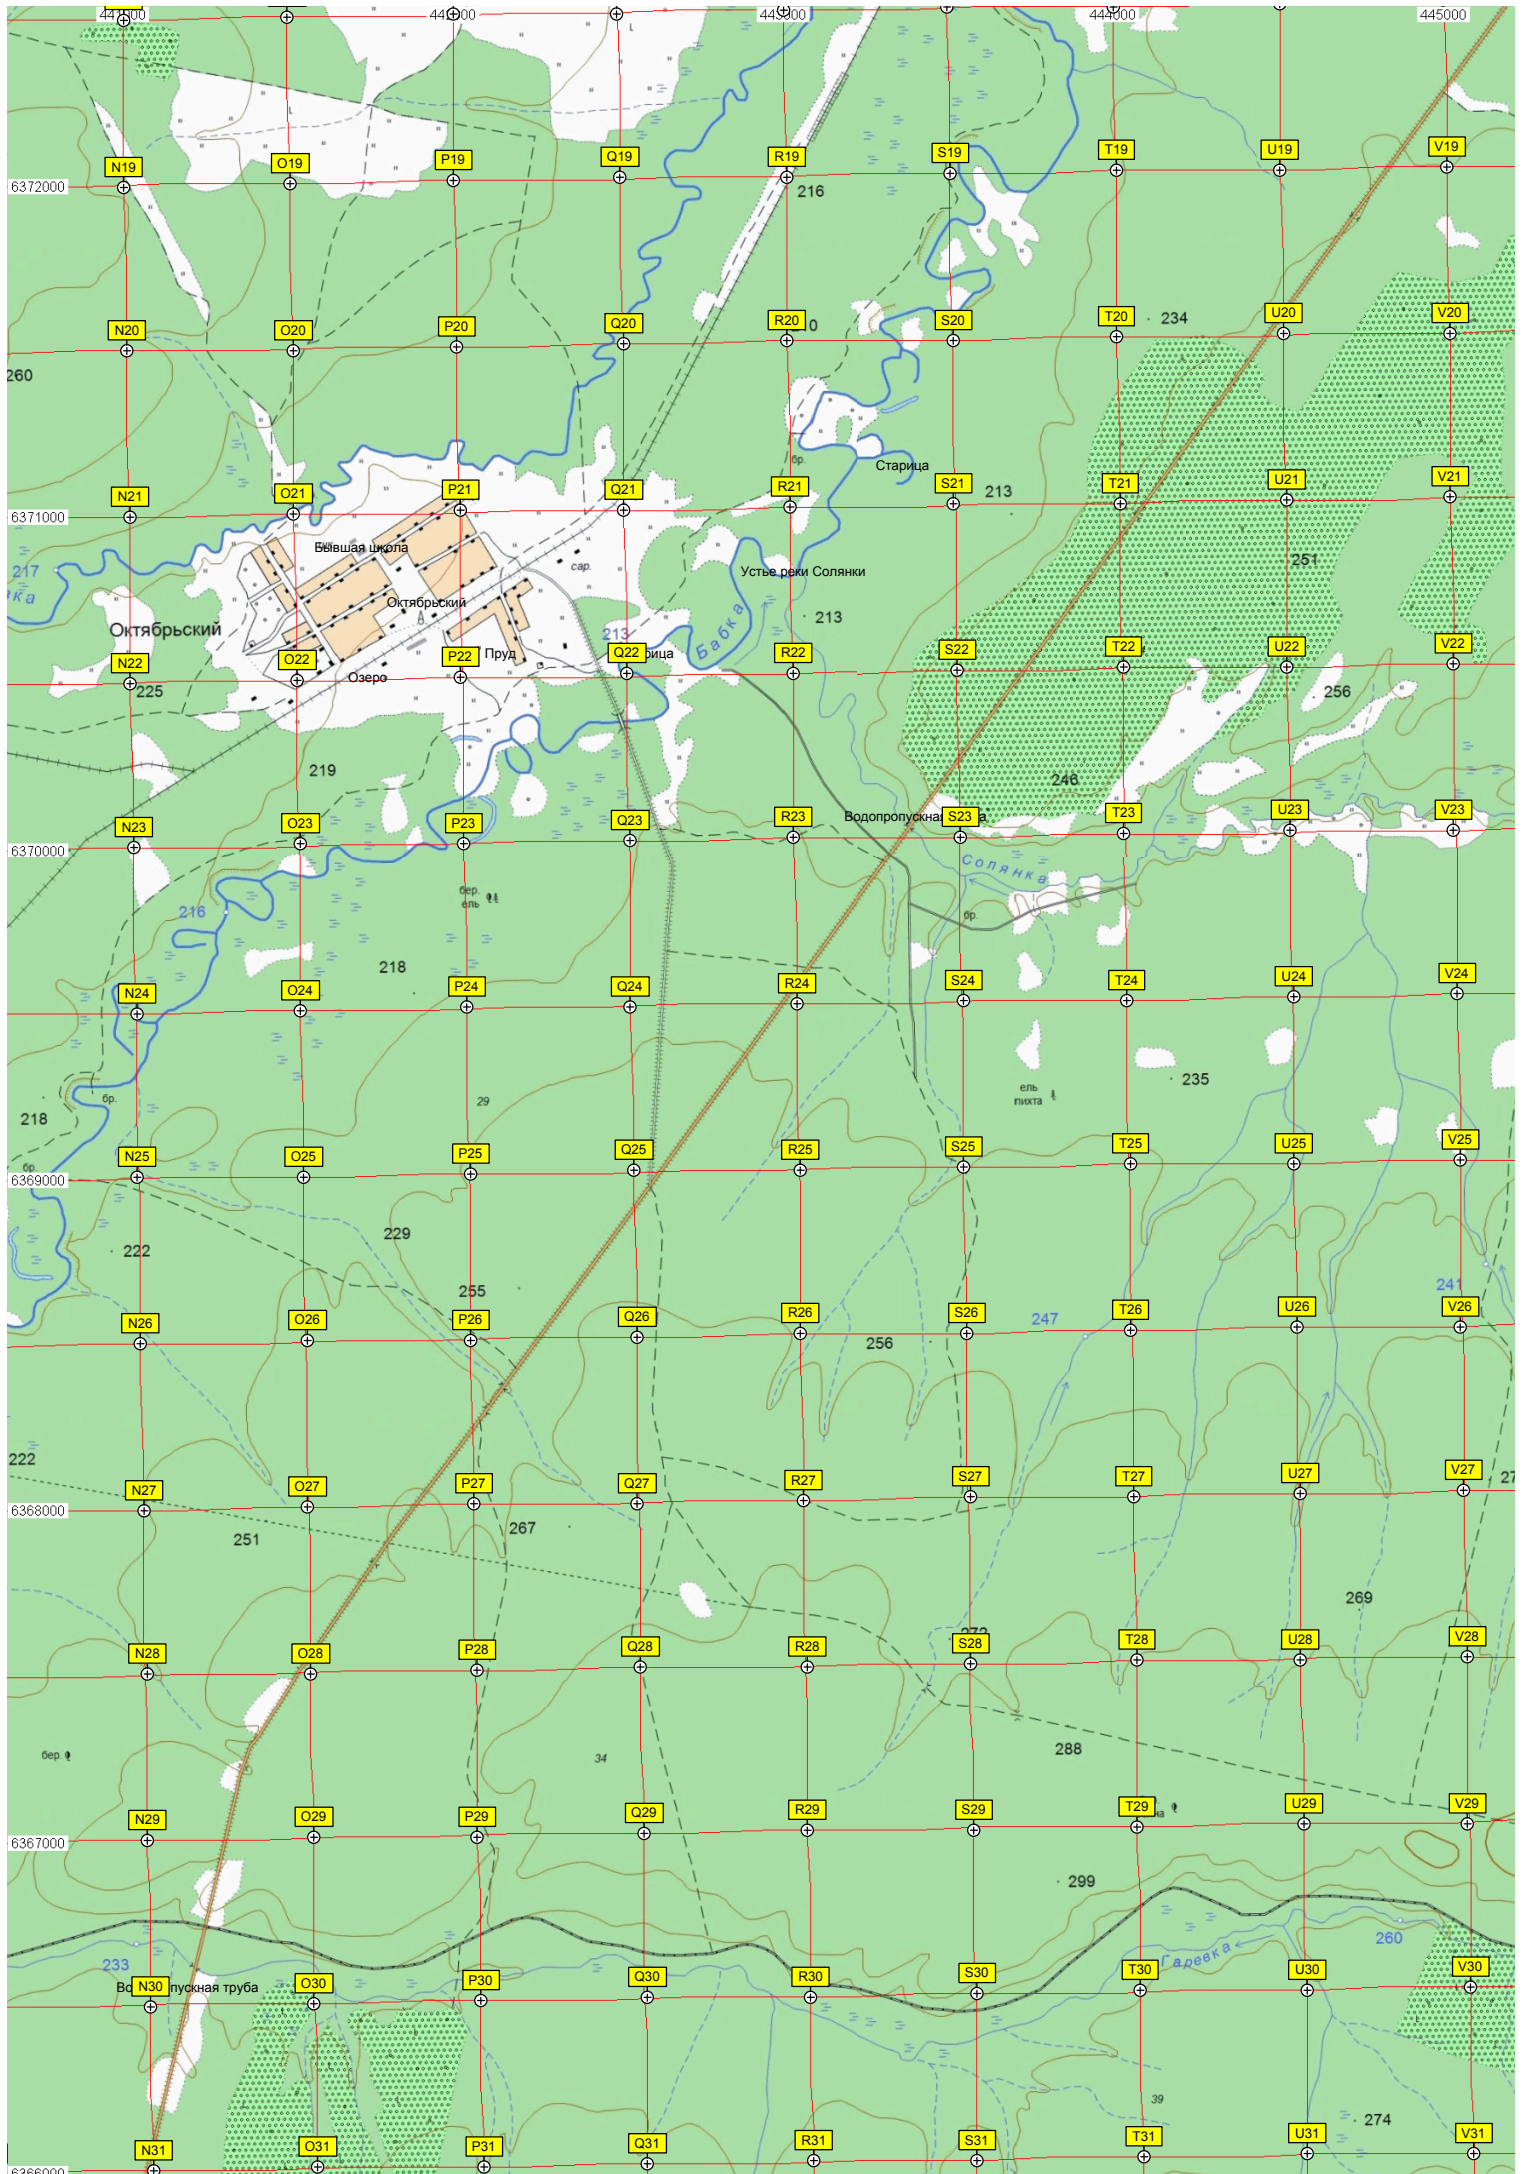 441000 442000 443000 444000 445000
N19 O19 P19 Q19 R19 S19 T19 U19 V19
6372000
216
N20 O20 P20 Q20 R20 S20 T20 U20 V20
234
260
бр.
Старица
N21 O21 P21 Q21 R21 S21 T21 U21 V21
213
6371000
Бывшая школа
251
217
сар.
Устье реки Солянки
Октябрьский
213
Октябрьский
213
Бабка
N22 O22 P22 Q22 R22 S22 T22 U22 V22
Пруд
Озеро
225
256
219
246
N23 O23 P23 Q23 R23 S23 T23 U23 V23
6370000
Солянка
бер.
ель
216
бр.
218
N24 O24 P24 Q24 R24 S24 T24 U24 V24
235
ель
пихта
бр.
29
218
N25 O25 P25 Q25 R25 S25 T25 U25 V25
бр.
6369000
229
222
255
241
247
N26 O26 P26 Q26 R26 S26 T26 U26 V26
256
222
N27 O27 P27 Q27 R27 S27 T27 U27 V27
6368000
267
251
269
N28 O28 P28 Q28 R28 S28 T28 U28 V28
288
бер.
34
N29 O29 P29 Q29 R29 S29 T29 U29 V29
6367000
299
260
Гаревка
233
N30 O30 P30 Q30 R30 S30 T30 U30 V30
39
274
N31 O31 P31 Q31 R31 S31 T31 U31 V31
6366000